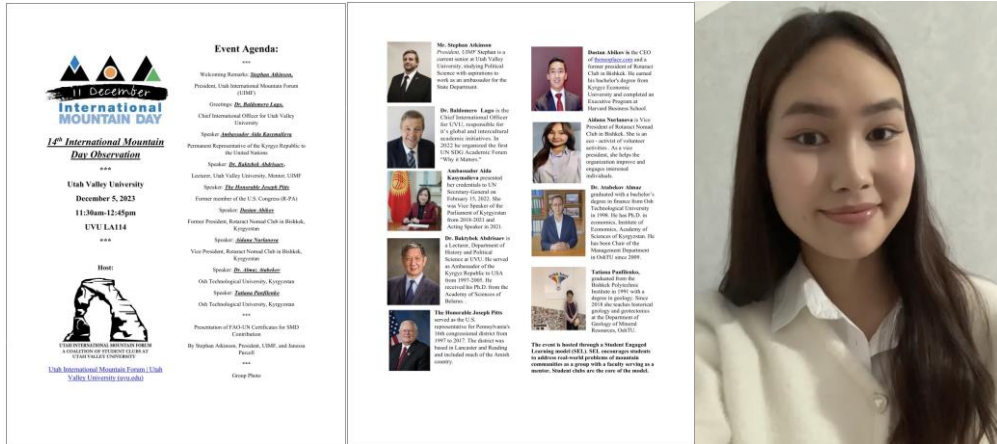 11 December
International
MOUNTAIN DAY
14th International Mountain
Day Observation
***
Utah Valley University
December 5, 2023
11:30am-12:45pm
UVU LA114
***
Host:
UTAH INTERNATIONAL MOUNTAIN FORUM
A COALITION OF STUDENT CLUBS AT
UTAH VALLEY UNIVERSITY
Utah International Mountain Forum | Utah
Valley University (uvu.edu)
Event Agenda:
***
Welcoming Remarks: Stephan Atkinson,
President, Utah International Mountain Forum
(UIMF)
Greetings: Dr. Baldomero Lago,
Chief International Officer for Utah Valley
University
Speaker Ambassador Aida Kasymalieva
Permanent Representative of the Kyrgyz Republic to
the United Nations
Speaker: Dr. Baktybek Abdrisaev,
Lecturer, Utah Valley University, Mentor, UIMF
Speaker: The Honorable Joseph Pitts
Former member of the U.S. Congress (R-PA)
Speaker: Dastan Abikev
Former President, Rotaract Nomad Club in Bishkek,
Kyrgyzstan
Speaker: Aidana Nurlanova
Vice President, Rotaract Nomad Club in Bishkek,
Kyrgyzstan
Speaker: Dr. Almaz Atabekov
Osh Technological University, Kyrgyzstan
Speaker: Tatiana Panfilenko
Osh Technological University, Kyrgyzstan
***
Presentation of FAO-UN Certificates for SMD
Contribution
By Stephan Atkinson, President, UIMF, and Janessa
Purcell
***
Group Photo
Mr. Stephan Atkinson
President, UIMF Stephan is a
current senior at Utah Valley
University, studying Political
Science with aspirations to
work as an ambassador for the
State Department.
Dr. Baldomero Lago is the
Chief International Officer
for UVU, responsible for
it's global and intercultural
academic initiatives. In
2022 he organized the first
UN SDG Academic Forum
"Why it Matters."
Ambassador Aida
Kasymalieva presented
her credentials to UN
Secretary-General on
February 15, 2022. She
was Vice Speaker of the
Parliament of Kyrgyzstan
from 2018-2021 and
Acting Speaker in 2021.
Dr. Baktybek Abdrisaev is
a Lecturer, Department of
History and Political
Science at UVU. He served
as Ambassador of the
Kyrgyz Republic to USA
from 1997-2005. He
received his Ph.D. from the
Academy of Sciences of
Belarus.
The Honorable Joseph Pitts
served as the U.S.
representative for Pennsylvania's
16th congressional district from
1997 to 2017. The district was
based in Lancaster and Reading
and included much of the Amish
country.
Dastan Abikev is the CEO
of and a
former president of Rotaract
Club in Bishkek. He earned
his bachelor's degree from
Kyrgyz Economic
University and completed an
Executive Program at
Harvard Business School.
Aidana Nurlanova is Vice
President of Rotaract Nomad
Club in Bishkek. She is an
eco - activist of volunteer
activities. As a vice
president, she helps the
organization improve and
engages interested
individuals.
Dr. Atabekov Almaz
graduated with a bachelor's
degree in finance from Osh
Technological University
in 1998. He has Ph.D. in
economics, Institute of
Economics, Academy of
Sciences of Kyrgyzstan. He
has been Chair of the
Management Department
in OshTU since 2009.
Tatiana Panfilenko,
graduated from the
Bishkek Polytechnic
Institute in 1991 with a
degree in geology. Since
2018 she teaches historical
geology and geotectonics
at the Department of
Geology of Mineral
Resources, OshTU.
The event is hosted through a Student Engaged
Learning model (SEL). SEL encourages students
to address real-world problems of mountain
communities as a group with a faculty serving as a
mentor. Student clubs are the core of the model.